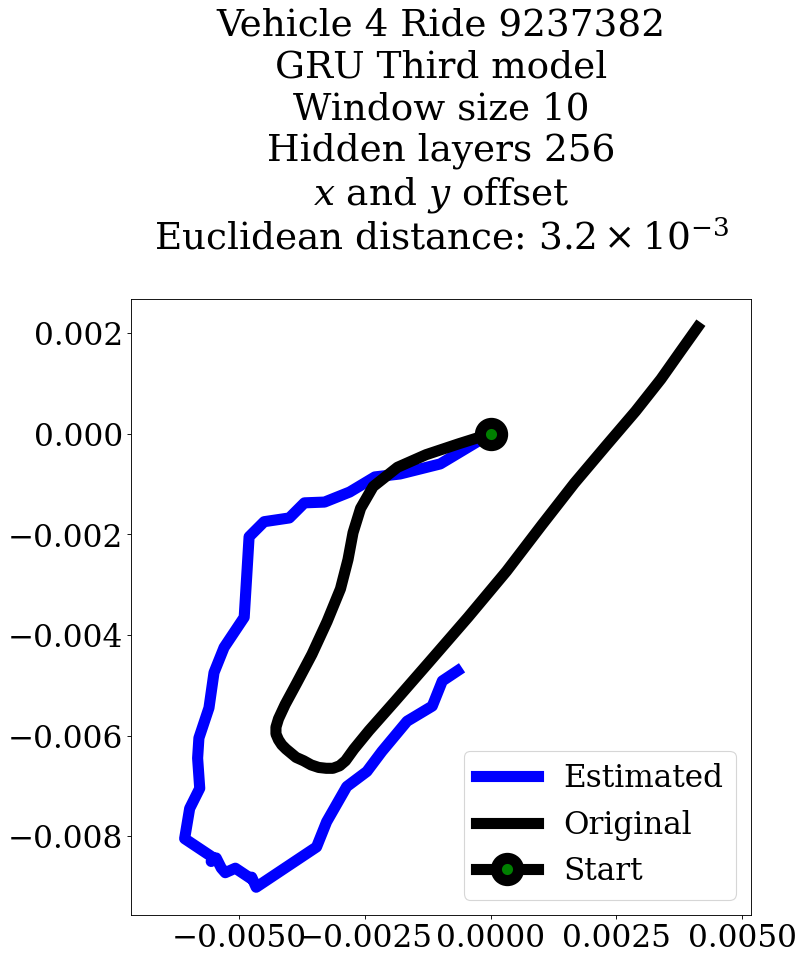 Vehicle 4 Ride 9237382
GRU Third model
Window size 10
Hidden layers 256
x and y offset
Euclidean distance: 3.2 × 10⁻³
0.002
0.000
−0.002
−0.004
−0.006
−0.008
Estimated
Original
Start
−0.0050 −0.0025 0.0000 0.0025 0.0050